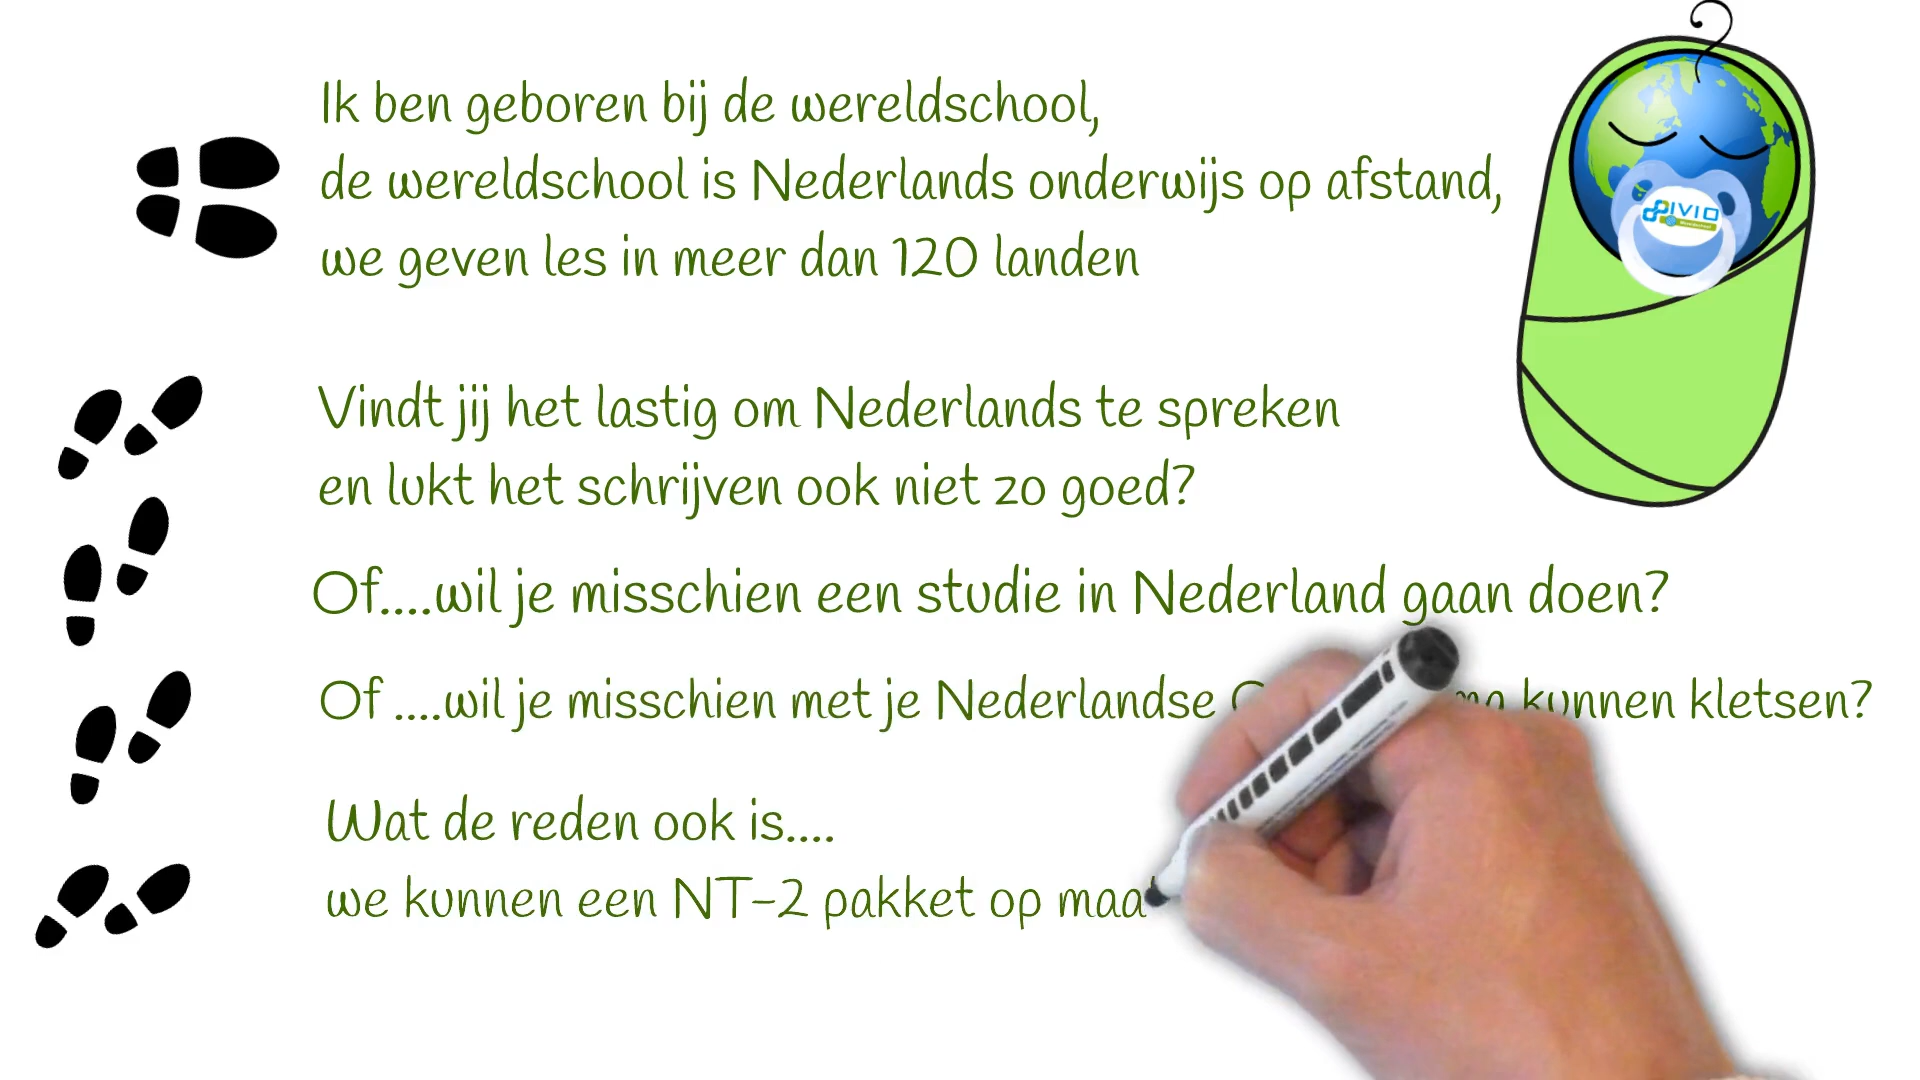 Ik ben geboren bij de wereldschool,
de wereldschool is Nederlands onderwijs op afstand,
we geven les in meer dan 120 landen
IVIO
Vindt jij het lastig om Nederlands te spreken
en lukt het schrijven ook niet zo goed?
Of....wil je misschien een studie in Nederland gaan doen?
Of ....wil je misschien met je Nederlandse kunnen kletsen?
Wat de reden ook is....
we kunnen een NT-2 pakket op maa